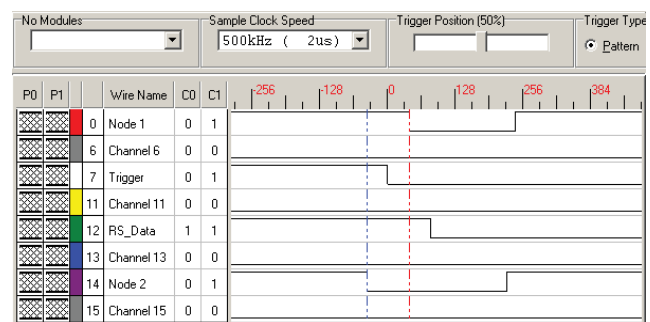 No Modules
Sample Clock Speed
Trigger Position (50%)
Trigger Type
500kHz ( 2us)
Pattern
P0 P1 Wire Name C0 C1 -256 -128 0 128 256 384
0 Node 1 0 1
6 Channel 6 0 0
7 Trigger 0 1
11 Channel 11 0 0
12 RS_Data 1 1
13 Channel 13 0 0
14 Node 2 0 1
15 Channel 15 0 0